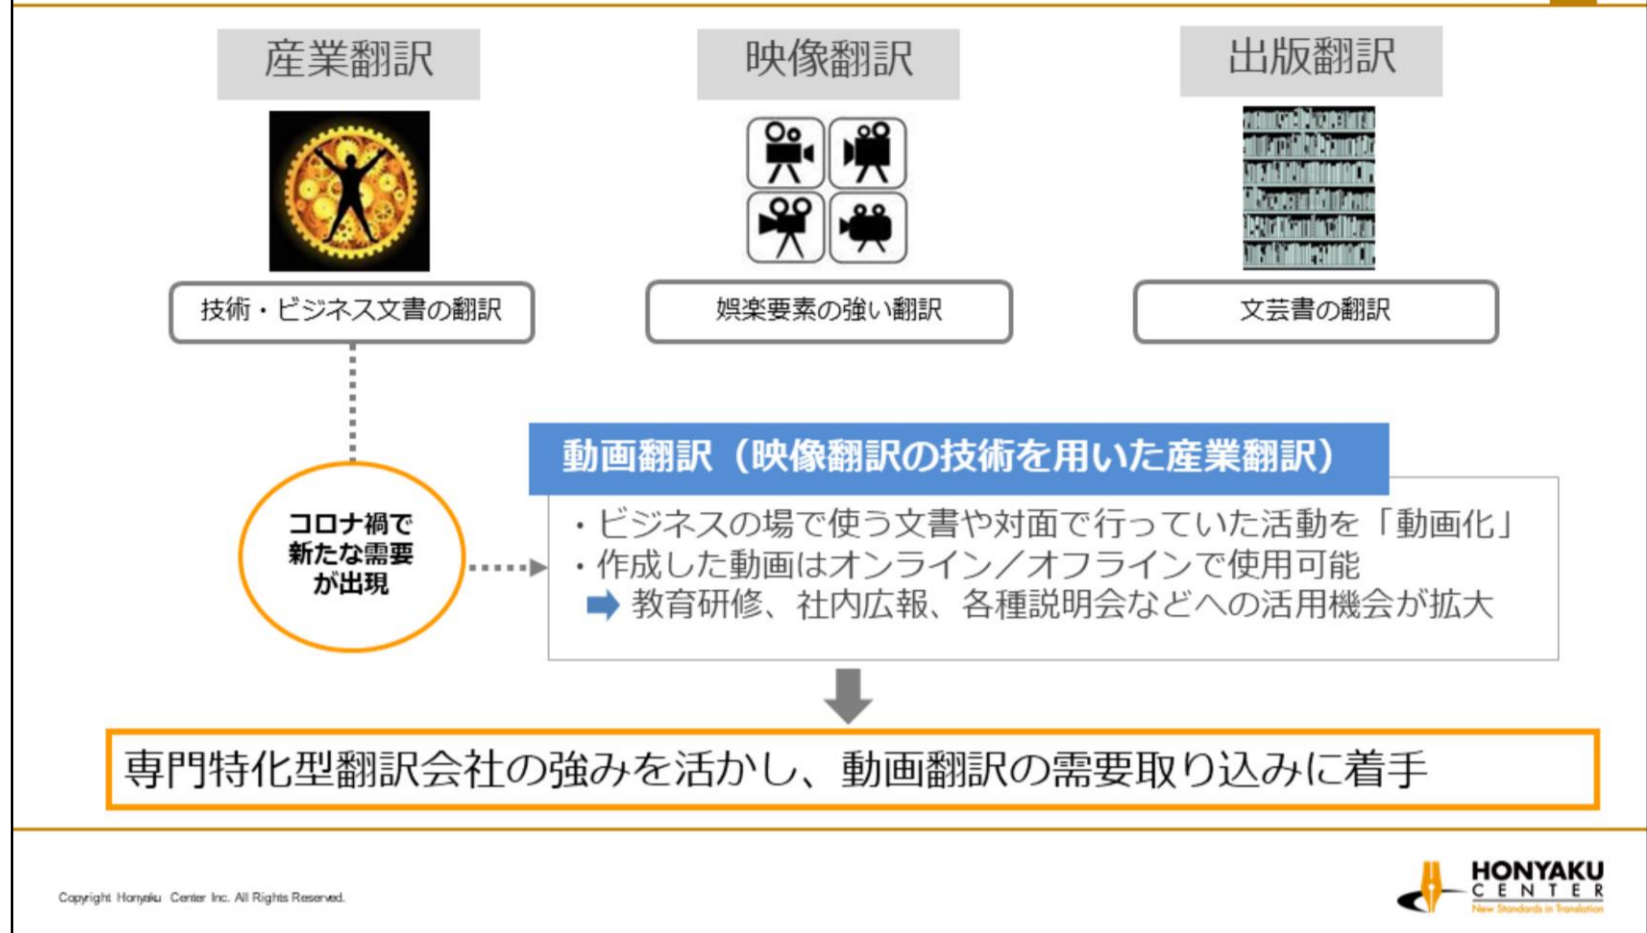 産業翻訳
映像翻訳
出版翻訳
技術・ビジネス文書の翻訳
娯楽要素の強い翻訳
文芸書の翻訳
動画翻訳（映像翻訳の技術を用いた産業翻訳）
コロナ禍で
新たな需要
が出現
・ビジネスの場で使う文書や対面で行っていた活動を「動画化」
・作成した動画はオンライン／オフラインで使用可能
➡ 教育研修、社内広報、各種説明会などへの活用機会が拡大
専門特化型翻訳会社の強みを活かし、動画翻訳の需要取り込みに着手
Copyright Honyaku Center Inc. All Rights Reserved.
HONYAKU
CENTER
New Standards in Translation